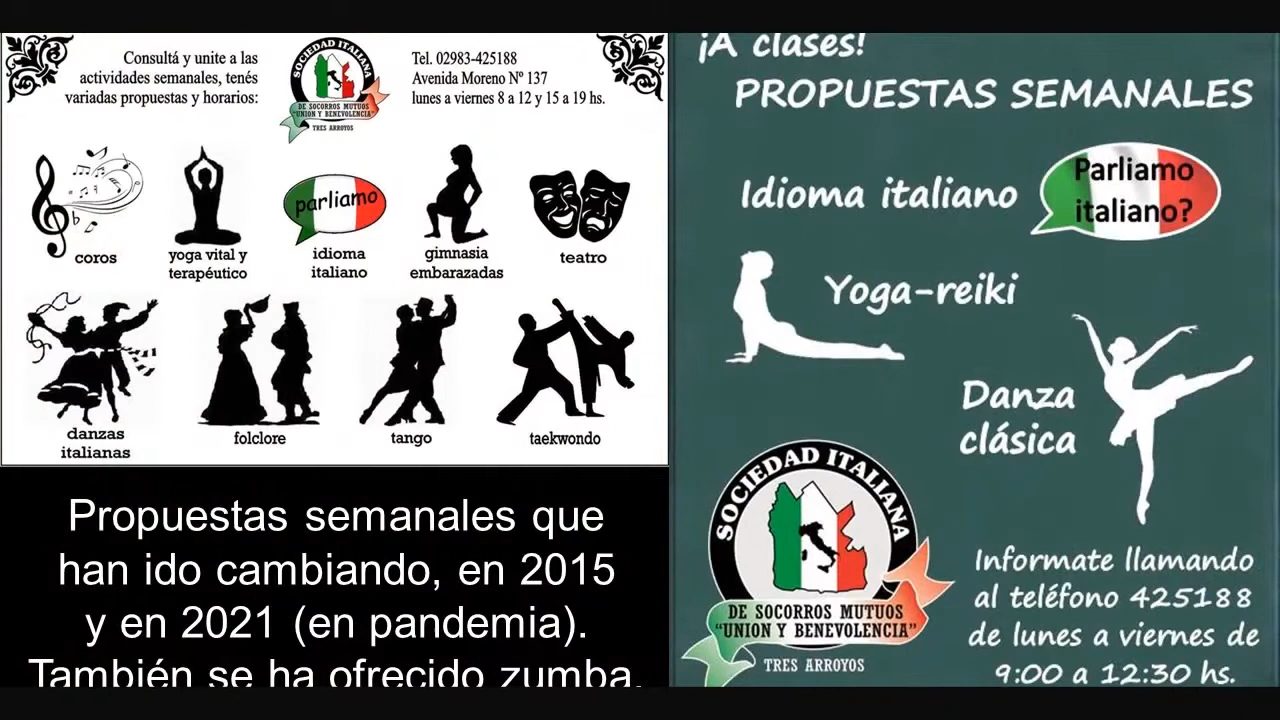 Consultá y unite a las
actividades semanales, tenés
variadas propuestas y horarios:
SOCIEDAD ITALIANA
DE SOCORROS MUTUOS
"UNION Y BENEVOLENCIA"
TRES ARROYOS
Tel. 02983-425188
Avenida Moreno Nº 137
lunes a viernes 8 a 12 y 15 a 19 hs.
coros
yoga vital y
terapéutico
parliamo
idioma
italiano
gimnasia
embarazadas
teatro
danzas
italianas
folclore
tango
taekwondo
Propuestas semanales que
han ido cambiando, en 2015
y en 2021 (en pandemia).
También se ha ofrecido zumba.
¡A clases!
PROPUESTAS SEMANALES
Idioma italiano
Parliamo
italiano?
Yoga-reiki
Danza
clásica
SOCIEDAD ITALIANA
DE SOCORROS MUTUOS
"UNION Y BENEVOLENCIA"
TRES ARROYOS
Informate llamando
al teléfono 425188
de lunes a viernes de
9:00 a 12:30 hs.